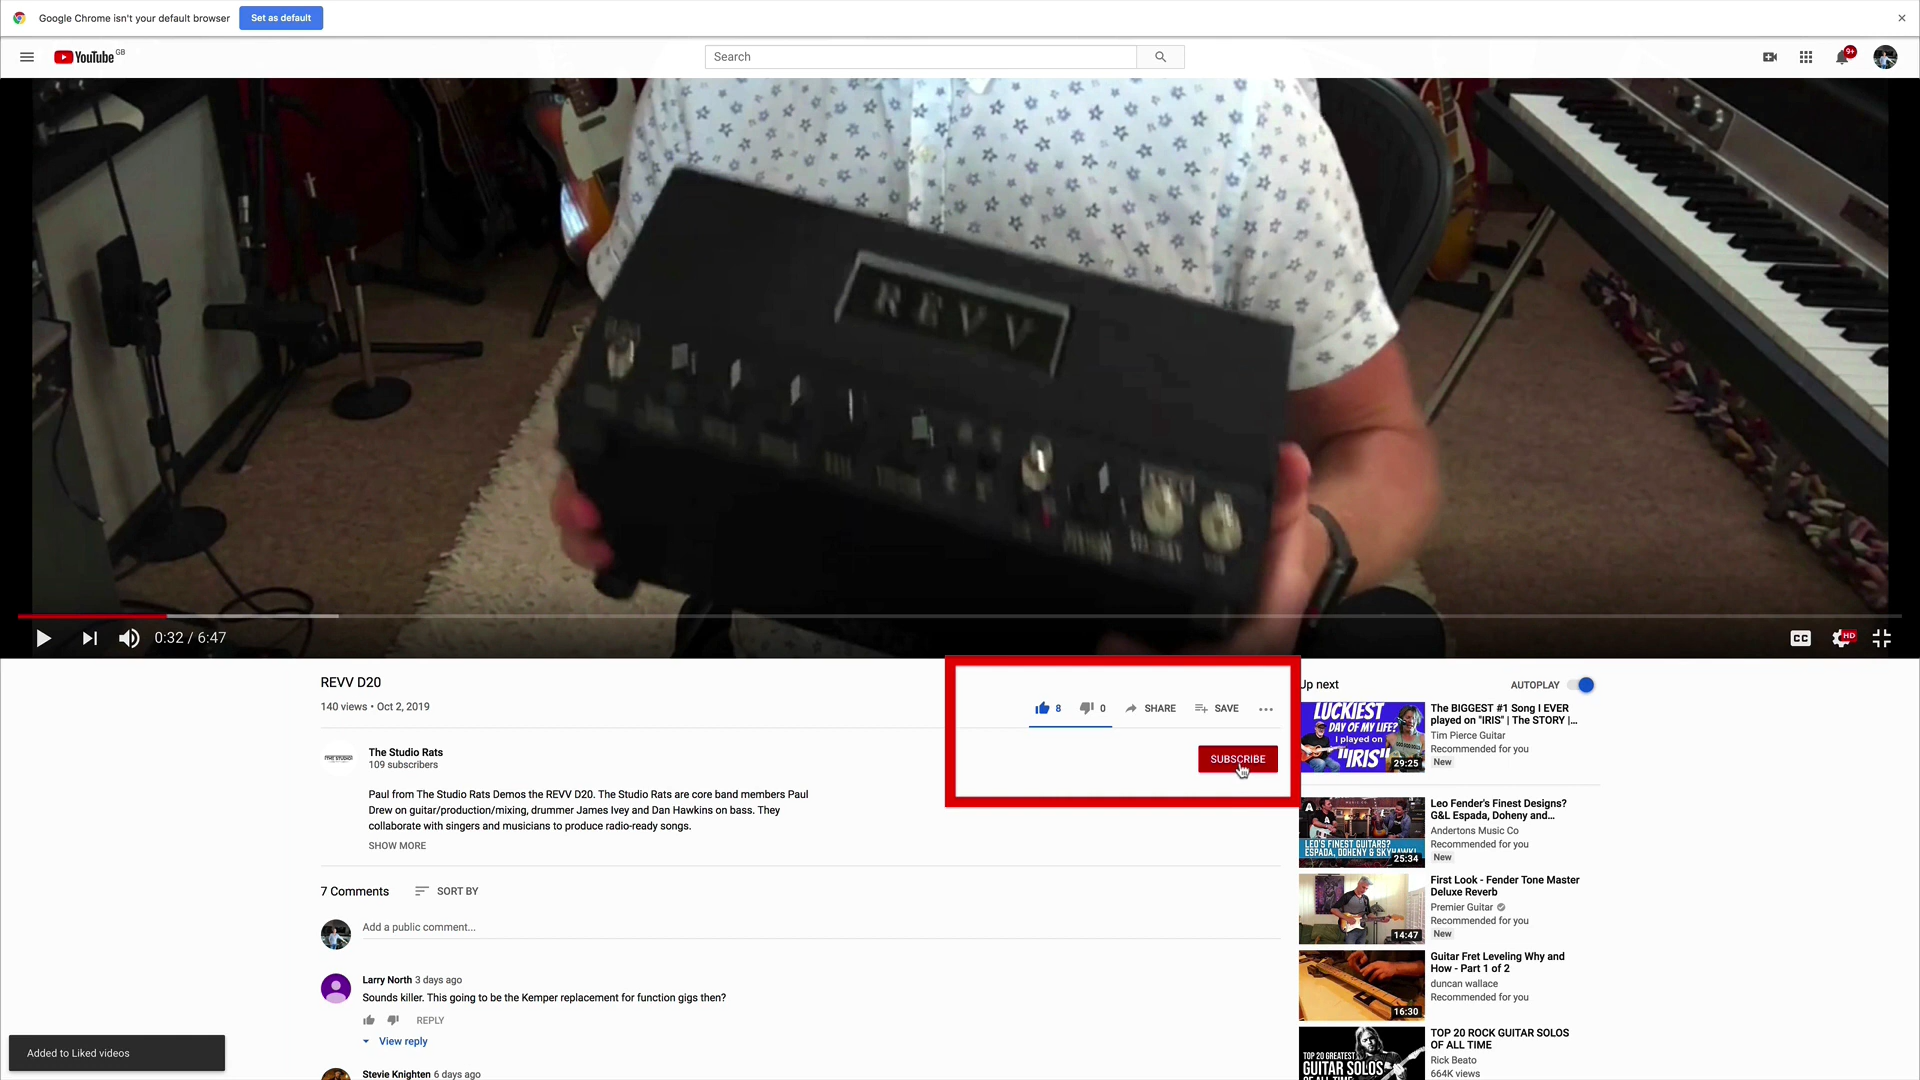 Google Chrome isn't your default browser
Set as default
YouTube GB
Search
9+
REVV
0:32 / 6:47
CC
HD
REVV D20
140 views • Oct 2, 2019
8
0
SHARE
SAVE
The Studio Rats
109 subscribers
SUBSCRIBE
Paul from The Studio Rats Demos the REVV D20. The Studio Rats are core band members Paul
Drew on guitar/production/mixing, drummer James Ivey and Dan Hawkins on bass. They
collaborate with singers and musicians to produce radio-ready songs.
SHOW MORE
7 Comments
SORT BY
Add a public comment...
Larry North 3 days ago
Sounds killer. This going to be the Kemper replacement for function gigs then?
REPLY
View reply
Stevie Knighten 6 days ago
Added to Liked videos
Up next
AUTOPLAY
LUCKIEST
DAY OF MY LIFE?
I played on
"IRIS"
29:25
The BIGGEST #1 Song I EVER
played on "IRIS" | The STORY |...
Tim Pierce Guitar
Recommended for you
New
LEO'S FINEST GUITARS?
ESPADA, DOHENY & SKYHAWK!
25:34
Leo Fender's Finest Designs?
G&L Espada, Doheny and...
Andertons Music Co
Recommended for you
New
14:47
First Look - Fender Tone Master
Deluxe Reverb
Premier Guitar
Recommended for you
New
16:30
Guitar Fret Leveling Why and
How - Part 1 of 2
duncan wallace
Recommended for you
TOP 20 GREATEST
GUITAR SOLOS
OF ALL TIME
TOP 20 ROCK GUITAR SOLOS
OF ALL TIME
Rick Beato
664K views